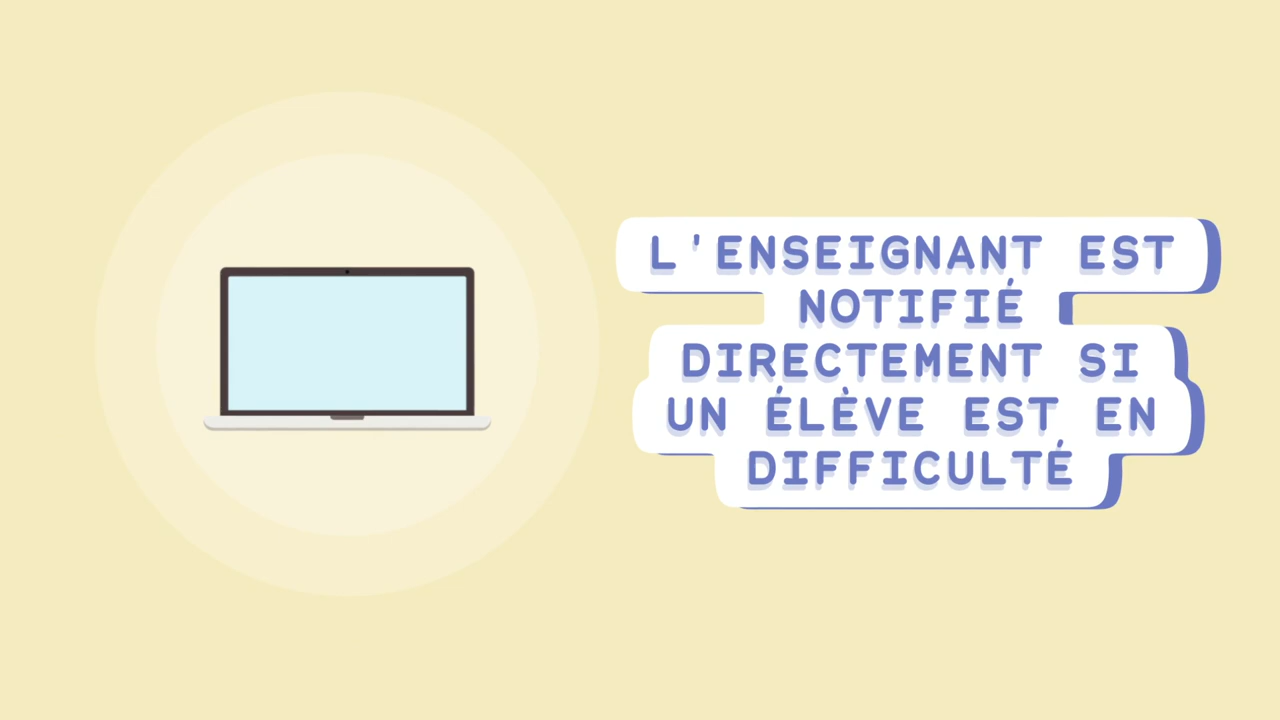 L'ENSEIGNANT EST
NOTIFIÉ
DIRECTEMENT SI
UN ÉLÈVE EST EN
DIFFICULTÉ